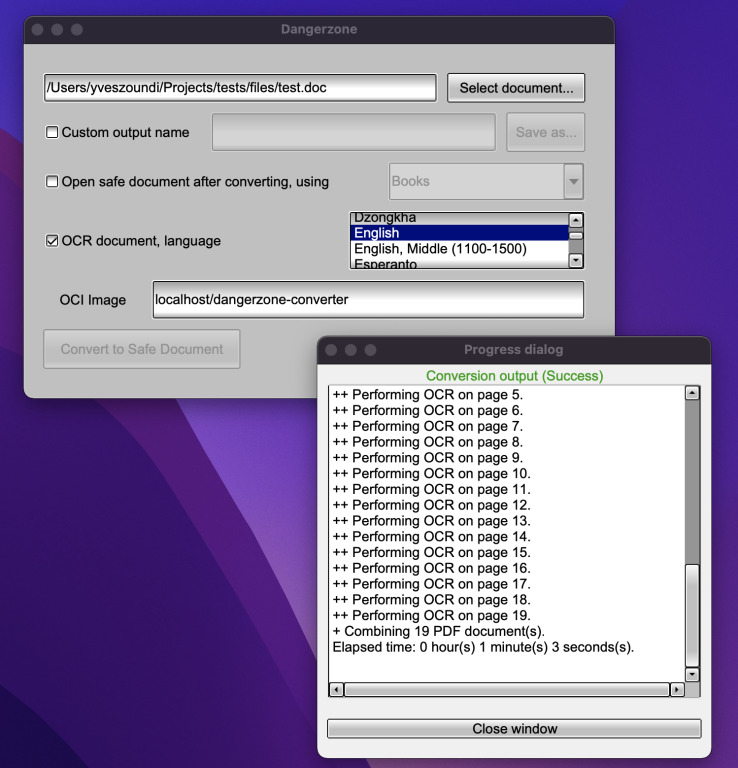 Dangerzone
/Users/yveszoundi/Projects/tests/files/test.doc
Select document...
Custom output name
Save as...
Open safe document after converting, using
Books
OCR document, language
Dzongkha
English
English, Middle (1100-1500)
Esperanto
OCI Image
localhost/dangerzone-converter
Convert to Safe Document
Progress dialog
Conversion output (Success)
++ Performing OCR on page 5.
++ Performing OCR on page 6.
++ Performing OCR on page 7.
++ Performing OCR on page 8.
++ Performing OCR on page 9.
++ Performing OCR on page 10.
++ Performing OCR on page 11.
++ Performing OCR on page 12.
++ Performing OCR on page 13.
++ Performing OCR on page 14.
++ Performing OCR on page 15.
++ Performing OCR on page 16.
++ Performing OCR on page 17.
++ Performing OCR on page 18.
++ Performing OCR on page 19.
+ Combining 19 PDF document(s).
Elapsed time: 0 hour(s) 1 minute(s) 3 seconds(s).
Close window